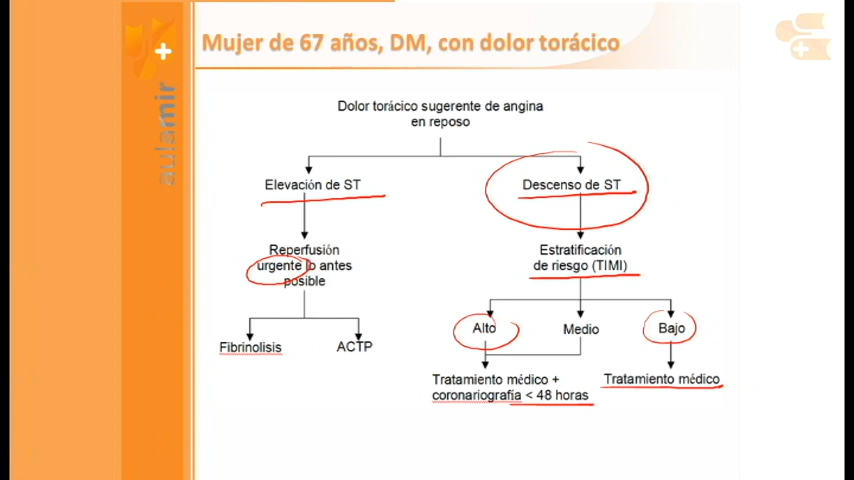 Mujer de 67 años, DM, con dolor torácico
aulamir
Dolor torácico sugerente de angina
en reposo
Elevación de ST
Descenso de ST
Reperfusión
urgente lo antes
posible
Estratificación
de riesgo (TIMI)
Fibrinolisis
ACTP
Alto
Medio
Bajo
Tratamiento médico +
coronariografía < 48 horas
Tratamiento médico